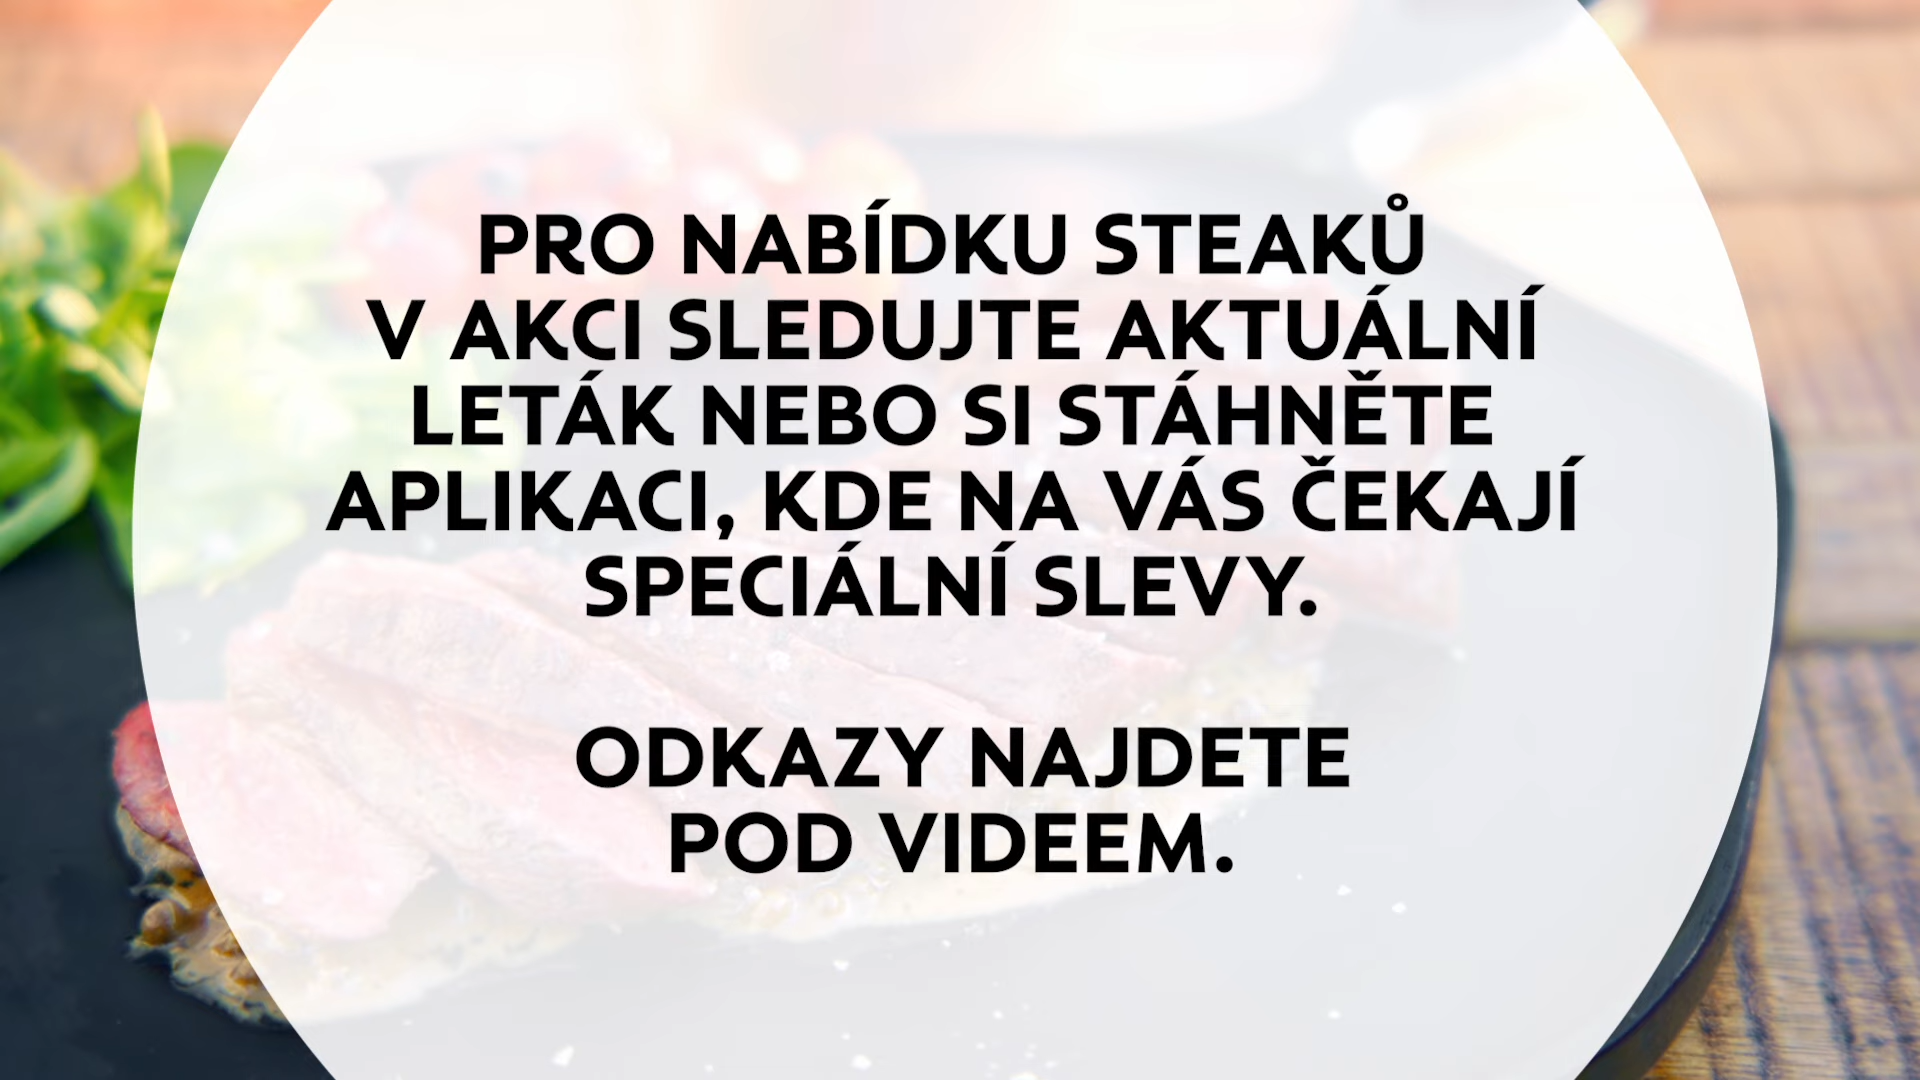 PRO NABÍDKU STEAKŮ
V AKCI SLEDUJTE AKTUÁLNÍ
LETÁK NEBO SI STÁHNĚTE
APLIKACI, KDE NA VÁS ČEKAJÍ
SPECIÁLNÍ SLEVY.
ODKAZY NAJDETE
POD VIDEEM.